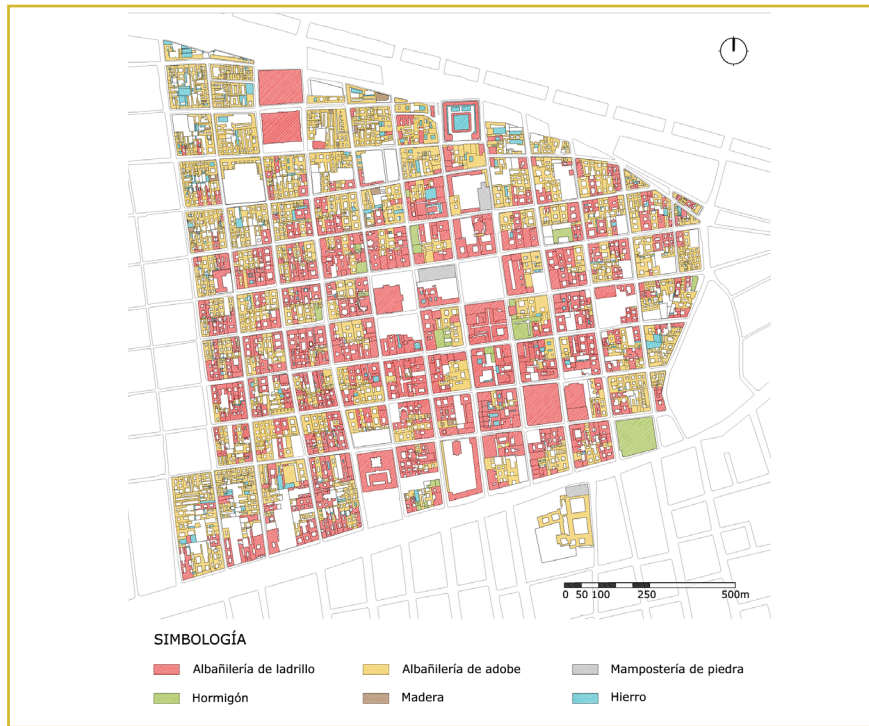 0 50 100 250 500m
SIMBOLOGÍA
Albañilería de ladrillo Albañilería de adobe Mampostería de piedra
Hormigón Madera Hierro